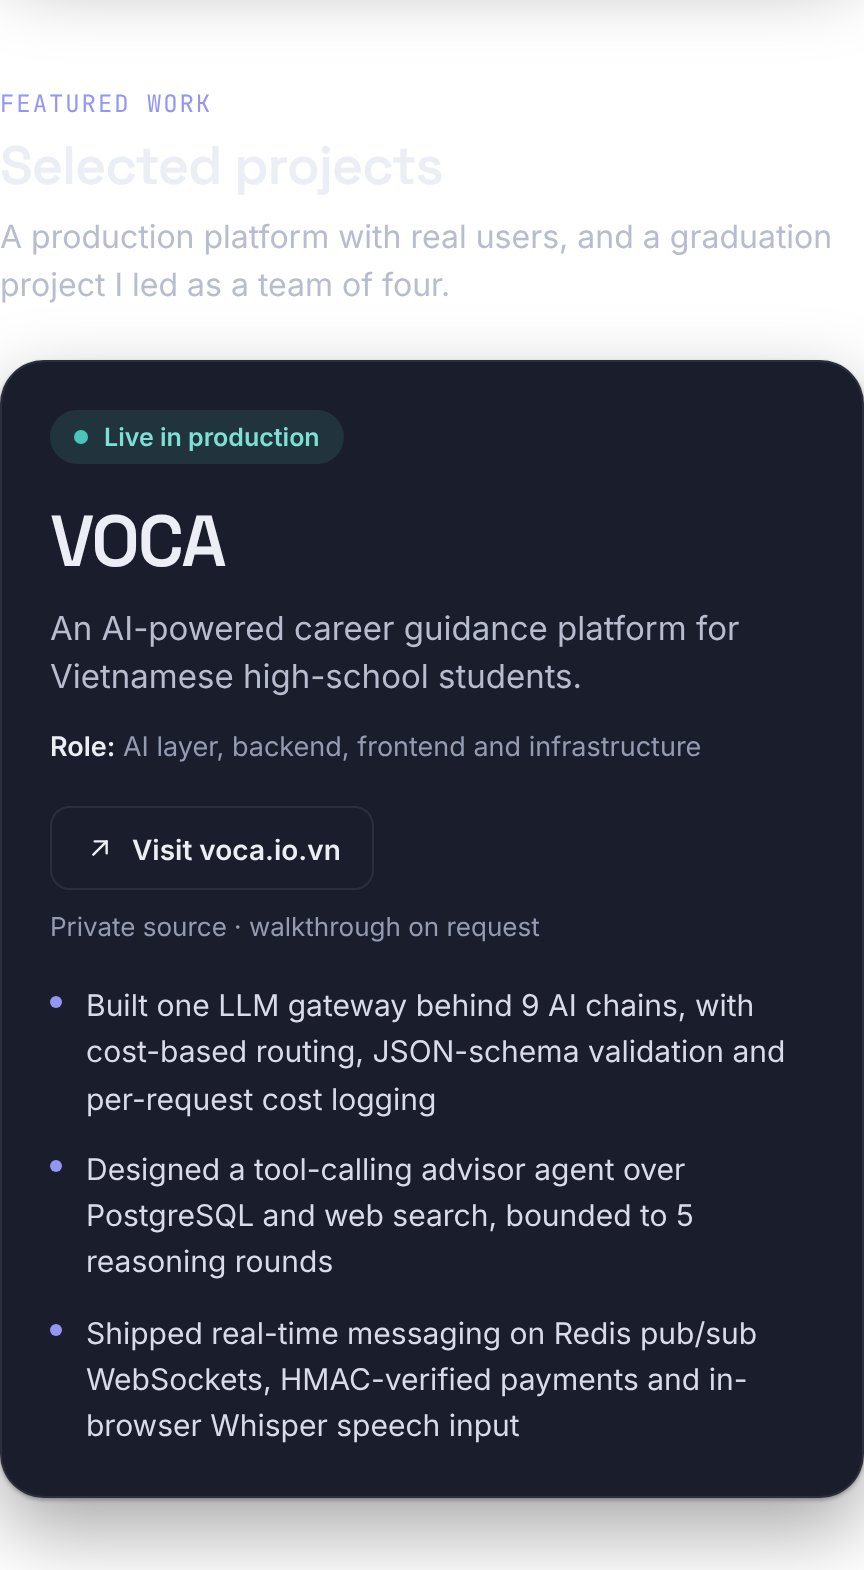 FEATURED WORK
Selected projects
A production platform with real users, and a graduation
project I led as a team of four.
Live in production
VOCA
An AI-powered career guidance platform for
Vietnamese high-school students.
Role: AI layer, backend, frontend and infrastructure
Visit voca.io.vn
Private source · walkthrough on request
Built one LLM gateway behind 9 AI chains, with
cost-based routing, JSON-schema validation and
per-request cost logging
Designed a tool-calling advisor agent over
PostgreSQL and web search, bounded to 5
reasoning rounds
Shipped real-time messaging on Redis pub/sub
WebSockets, HMAC-verified payments and in-
browser Whisper speech input